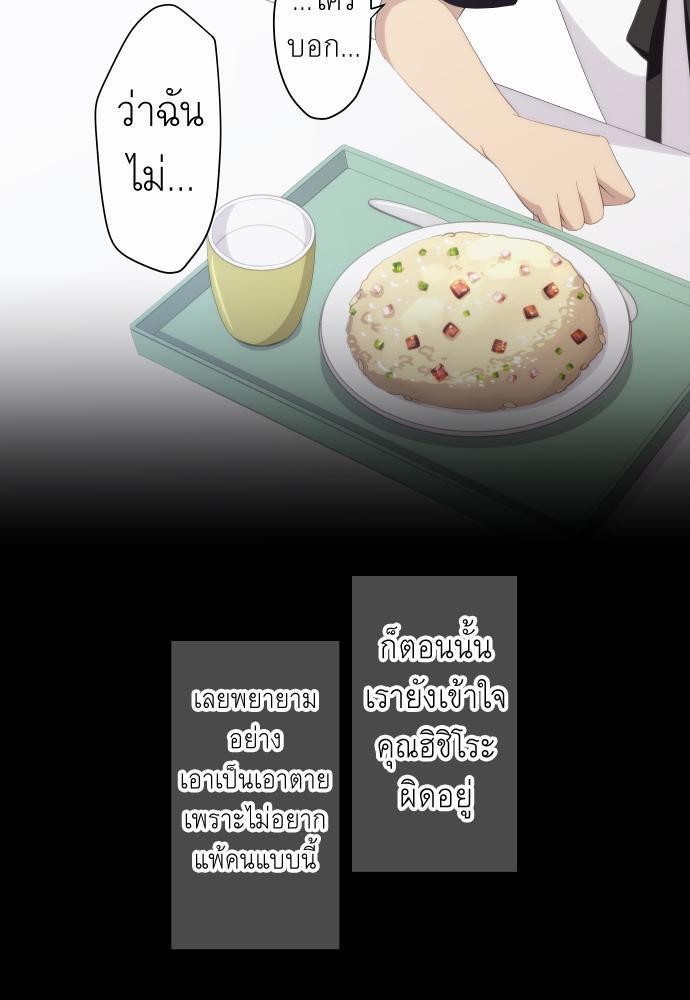 ...ใคร
บอก...
ว่าฉัน
ไม่...
ก็ตอนนั้น
เรายังเข้าใจ
คุณฮิชิโระ
ผิดอยู่
เลยพยายาม
อย่าง
เอาเป็นเอาตาย
เพราะไม่อยาก
แพ้คนแบบนี้